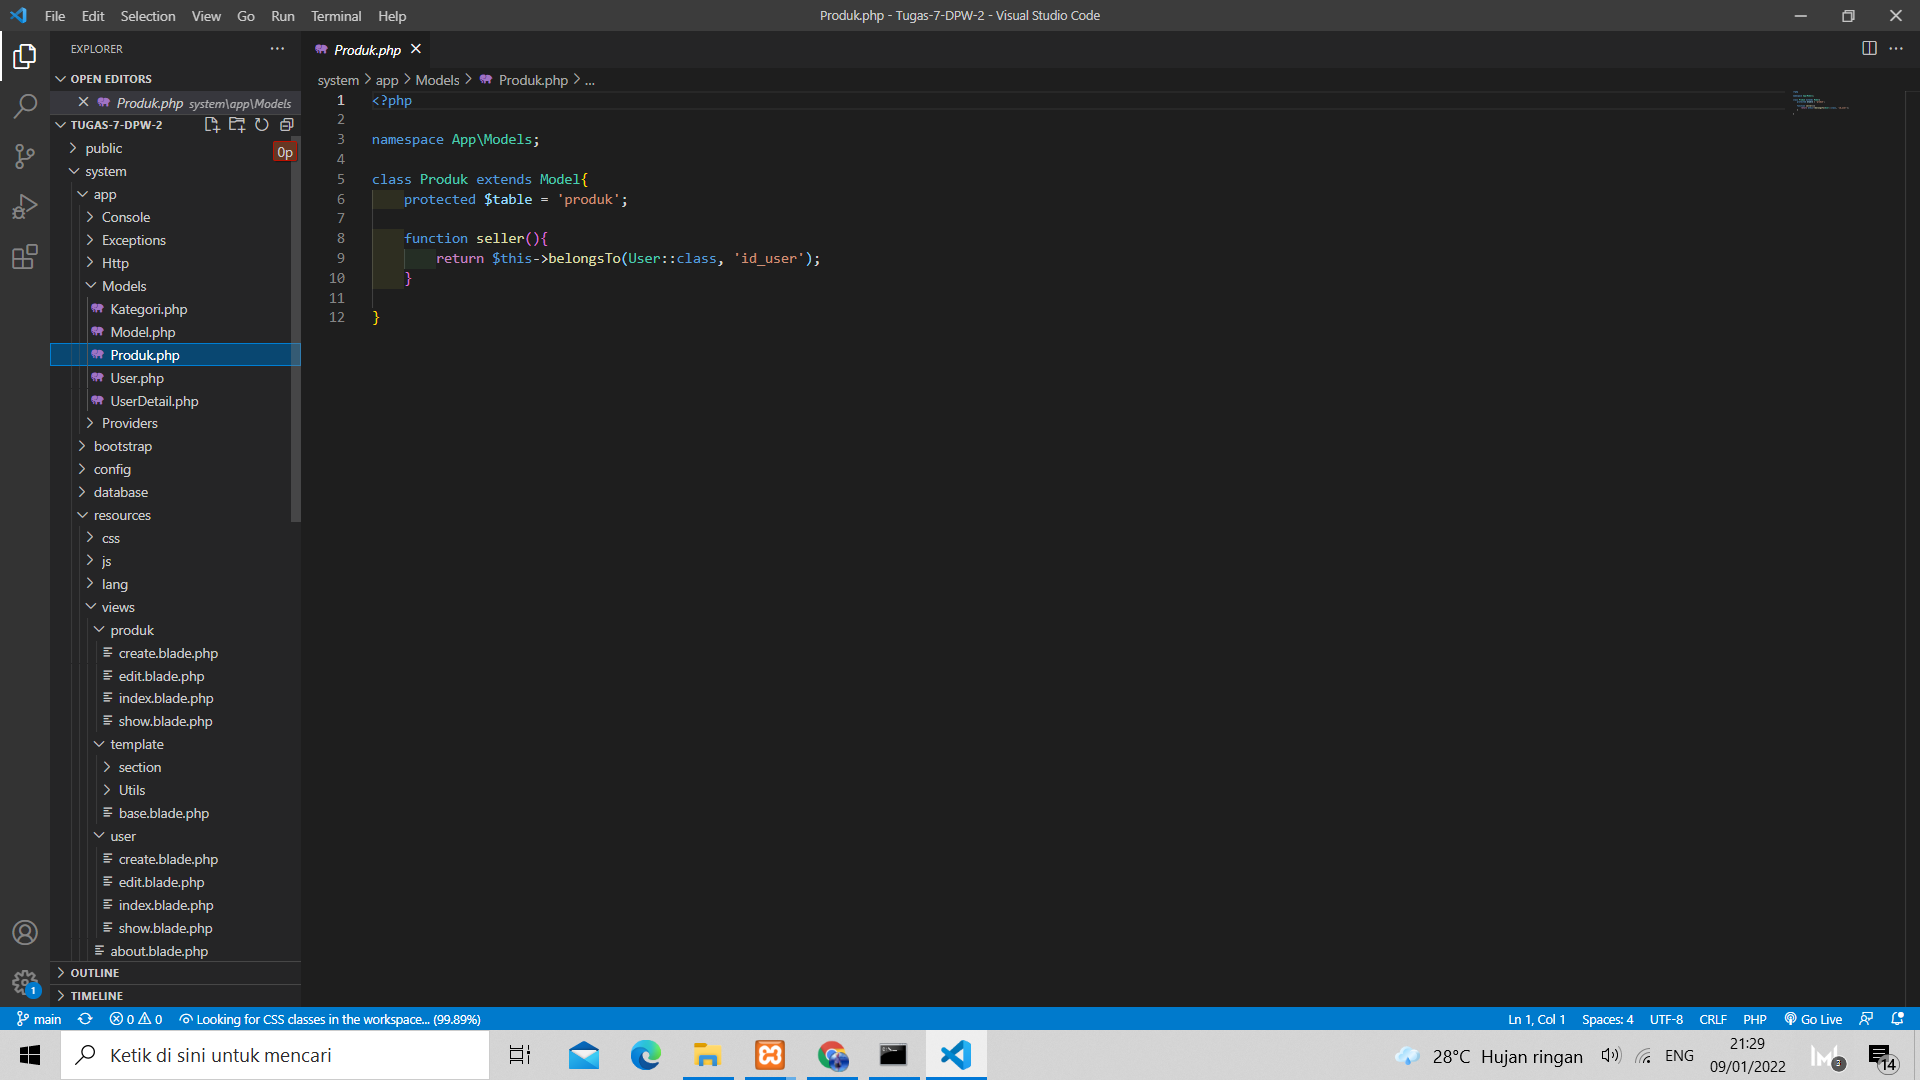 File Edit Selection View Go Run Terminal Help
Produk.php - Tugas-7-DPW-2 - Visual Studio Code
EXPLORER
Produk.php
OPEN EDITORS
system > app > Models > Produk.php > ...
Produk.php system\app\Models
TUGAS-7-DPW-2
public
0p
system
app
Console
Exceptions
Http
Models
Kategori.php
Model.php
Produk.php
User.php
UserDetail.php
Providers
bootstrap
config
database
resources
css
js
lang
views
produk
create.blade.php
edit.blade.php
index.blade.php
show.blade.php
template
section
Utils
base.blade.php
user
create.blade.php
edit.blade.php
index.blade.php
show.blade.php
about.blade.php
OUTLINE
TIMELINE
1 <?php
2
3 namespace App\Models;
4
5 class Produk extends Model{
6 protected $table = 'produk';
7
8 function seller(){
9 return $this->belongsTo(User::class, 'id_user');
10 }
11
12 }
1
main 0 0 Looking for CSS classes in the workspace... (99.89%)
Ln 1, Col 1 Spaces: 4 UTF-8 CRLF PHP Go Live
Ketik di sini untuk mencari
28°C Hujan ringan ENG
21:29
09/01/2022
3
14